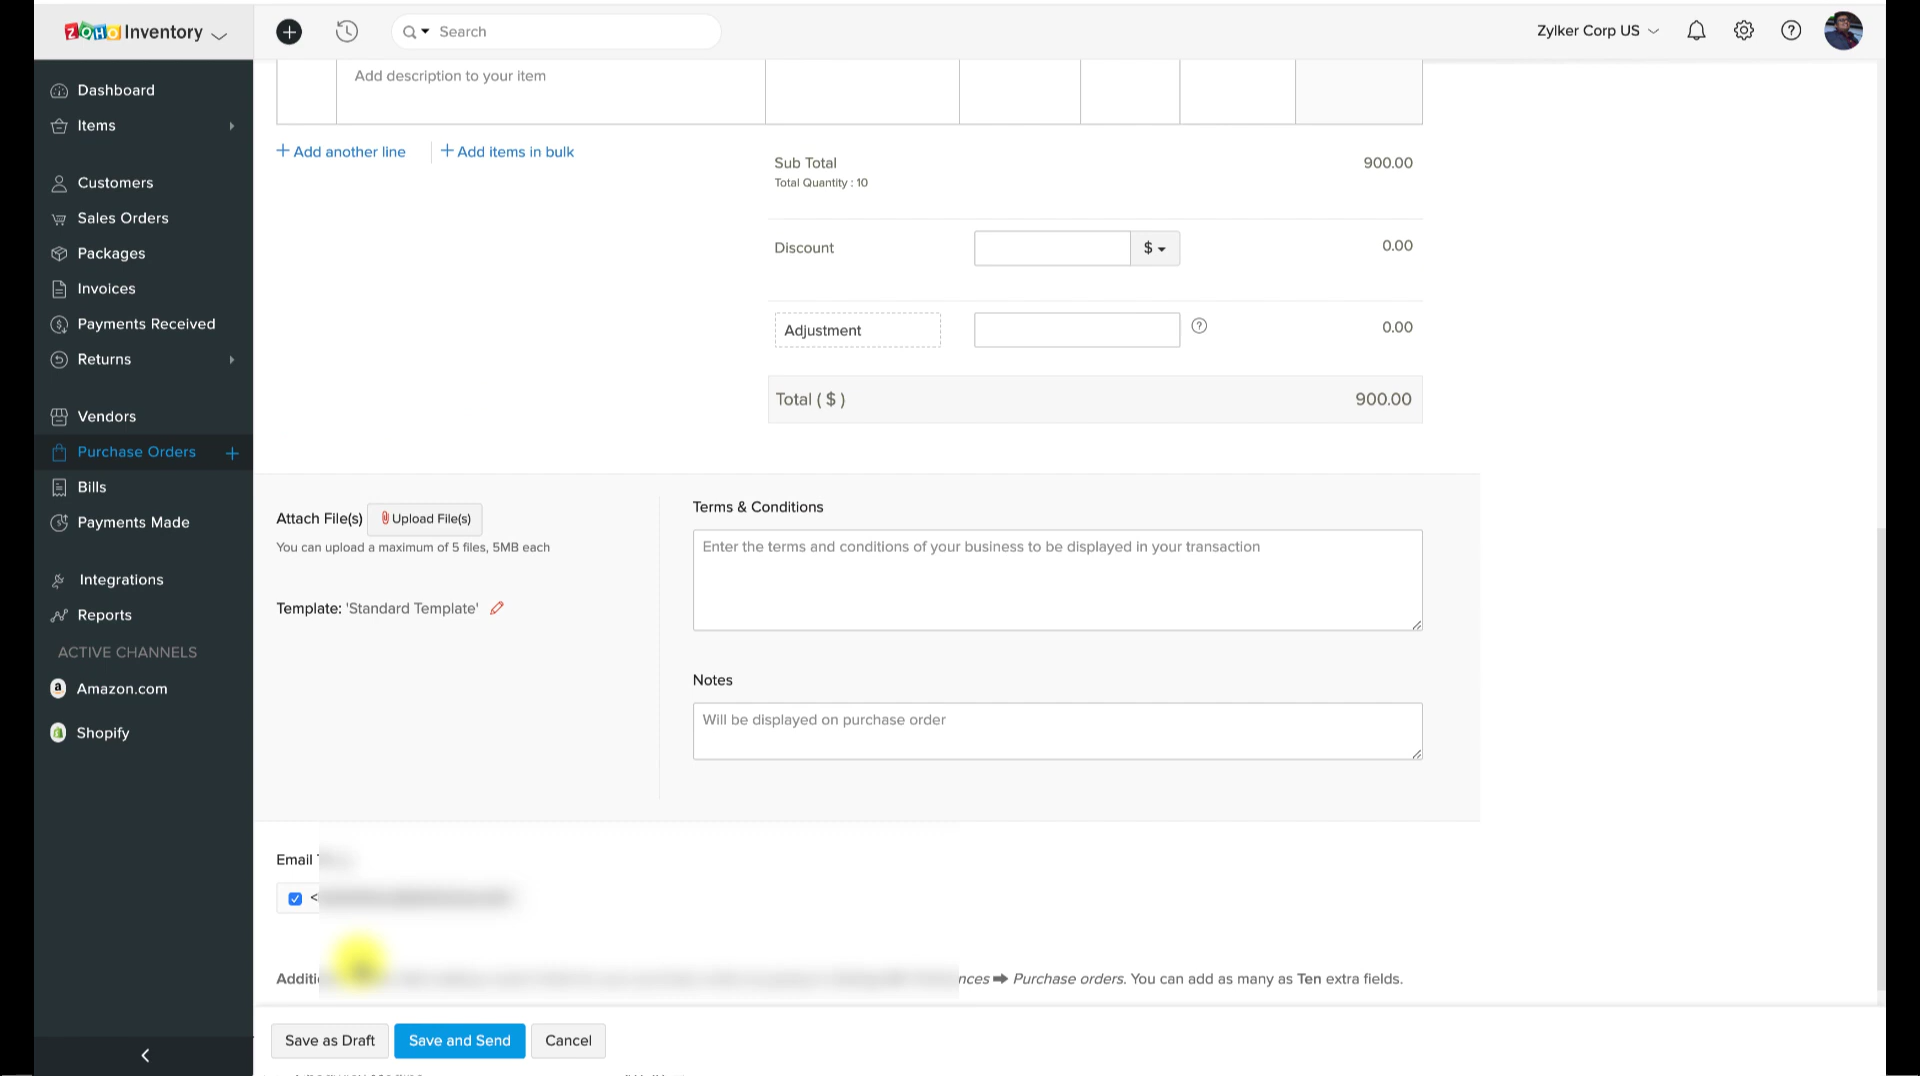 ZOHO Inventory
Search
Zylker Corp US
Dashboard
Items
Customers
Sales Orders
Packages
Invoices
Payments Received
Returns
Vendors
Purchase Orders +
Bills
Payments Made
Integrations
Reports
ACTIVE CHANNELS
Amazon.com
Shopify
Add description to your item
+ Add another line
+ Add items in bulk
Sub Total 900.00
Total Quantity : 10
Discount $ 0.00
Adjustment 0.00
Total ( $ ) 900.00
Attach File(s) Upload File(s)
You can upload a maximum of 5 files, 5MB each
Template: 'Standard Template'
Terms & Conditions
Enter the terms and conditions of your business to be displayed in your transaction
Notes
Will be displayed on purchase order
Email
<
➡ Purchase orders. You can add as many as Ten extra fields.
Save as Draft Save and Send Cancel